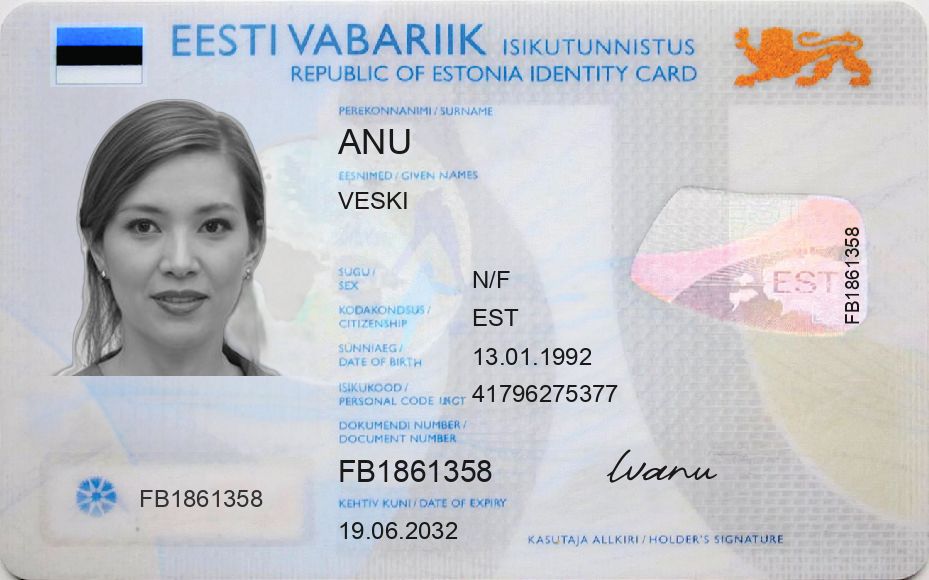 EESTI VABARIIK ISIKUTUNNISTUS
REPUBLIC OF ESTONIA IDENTITY CARD
PEREKONNANIMI / SURNAME
ANU
EESNIMED / GIVEN NAMES
VESKI
SUGU /
SEX
N/F
KODAKONDSUS /
CITIZENSHIP
EST
SÜNNIAEG /
DATE OF BIRTH
13.01.1992
ISIKUKOOD /
PERSONAL CODE
41796275377
DOKUMENDI NUMBER /
DOCUMENT NUMBER
FB1861358
KEHTIV KUNI / DATE OF EXPIRY
19.06.2032
FB1861358
EST
FB1861358
KASUTAJA ALLKIRI / HOLDER'S SIGNATURE